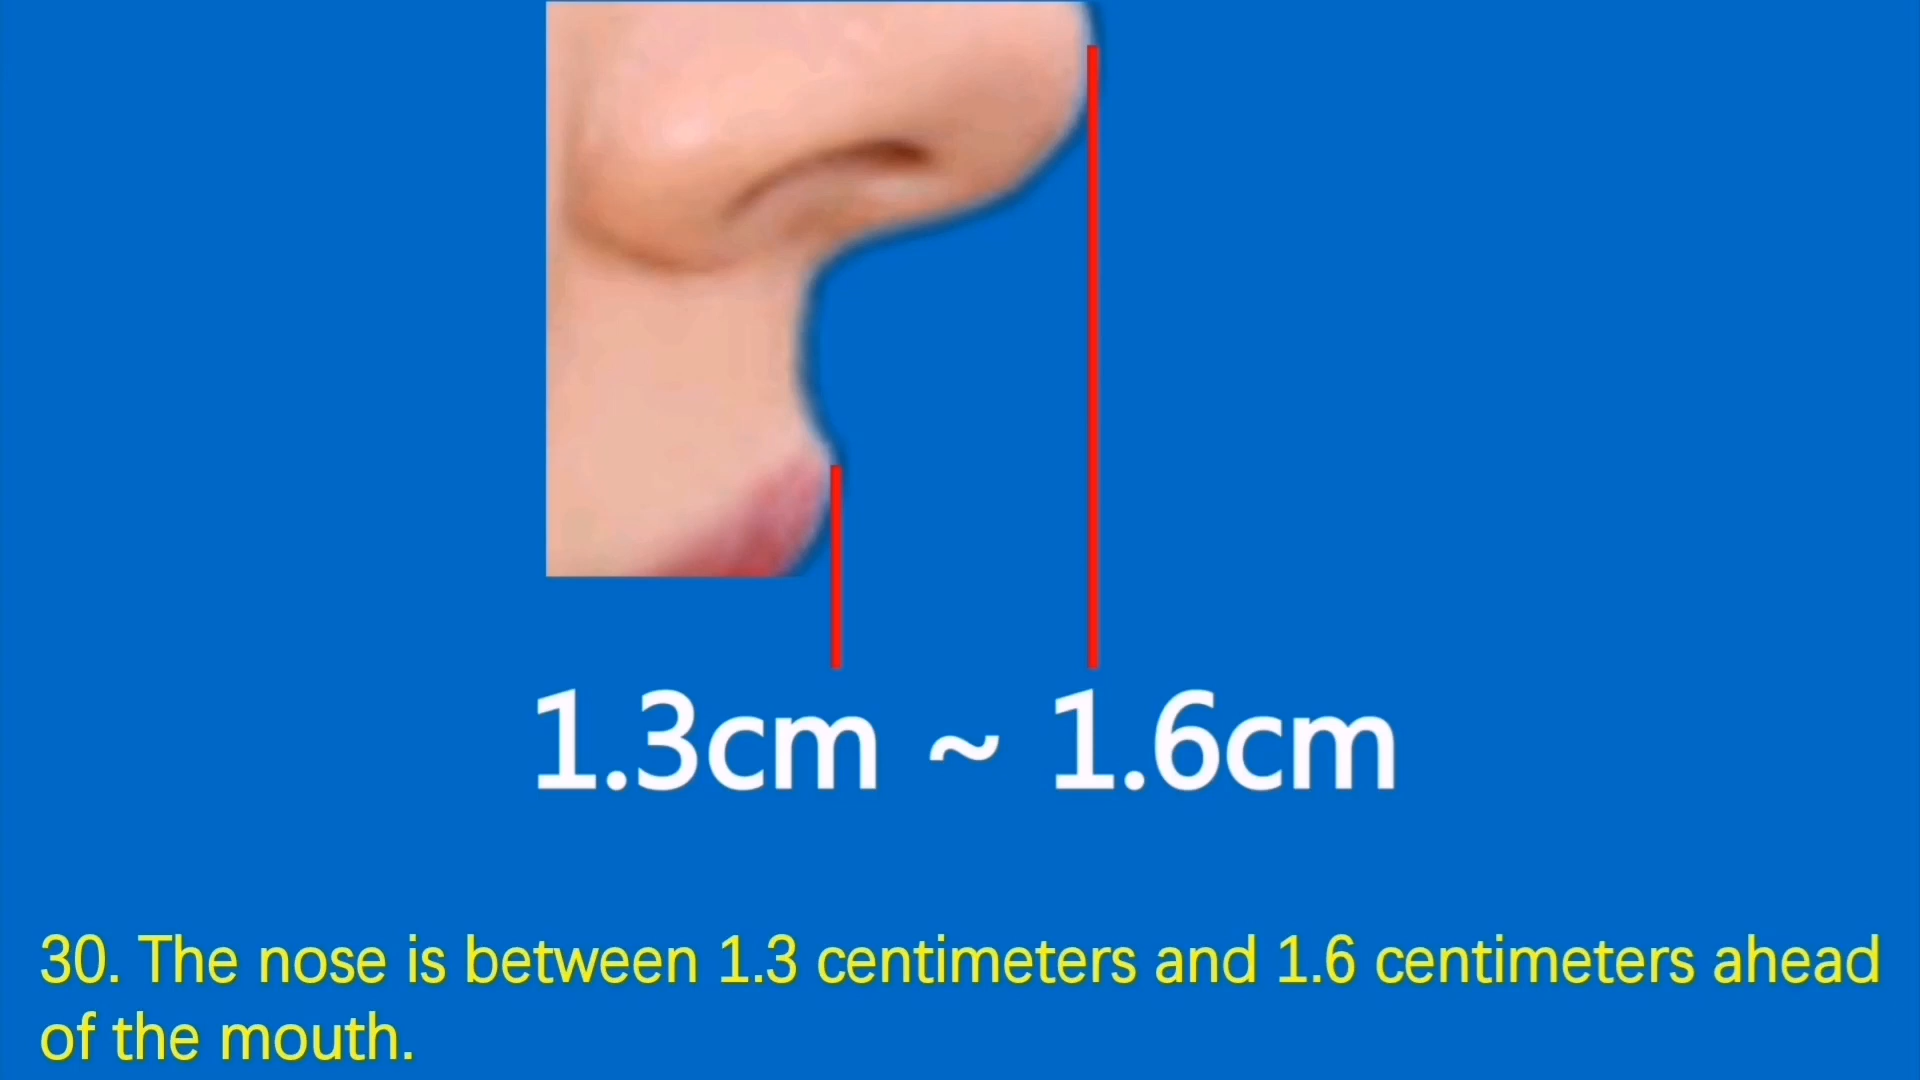 1.3cm ~ 1.6cm
30. The nose is between 1.3 centimeters and 1.6 centimeters ahead
of the mouth.